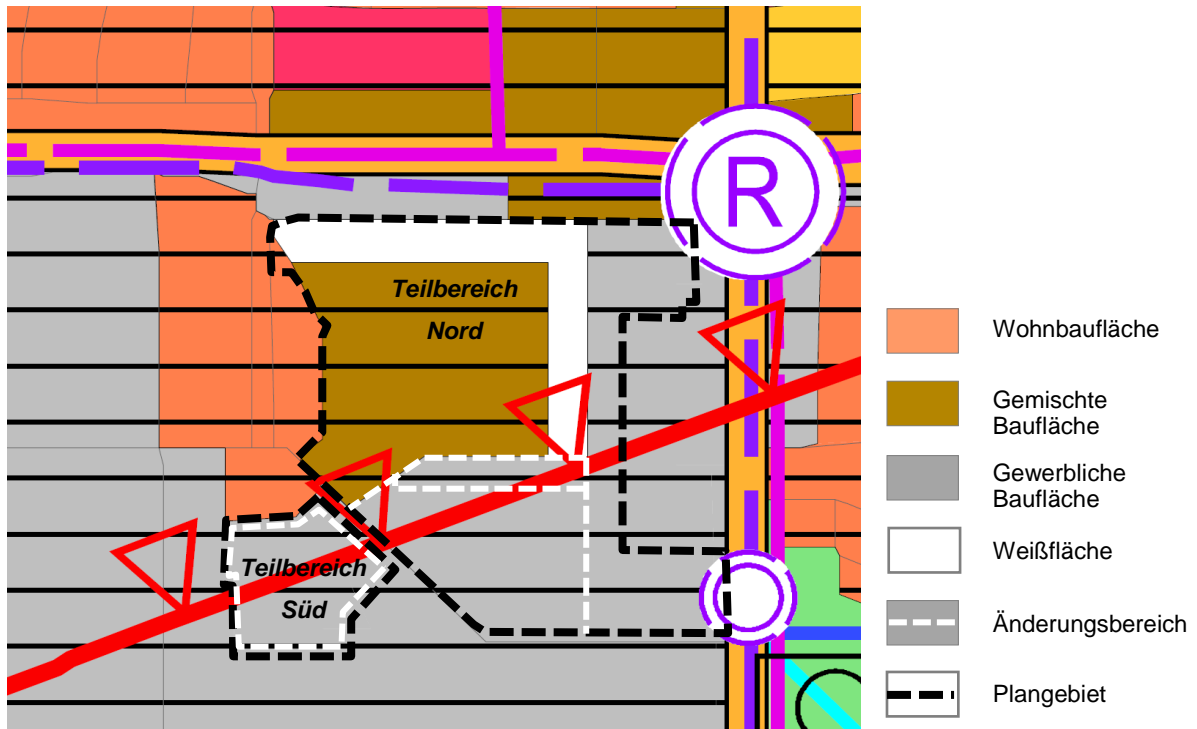 R
Teilbereich
Nord
Teilbereich
Süd
Wohnbaufläche
Gemischte
Baufläche
Gewerbliche
Baufläche
Weißfläche
Änderungsbereich
Plangebiet